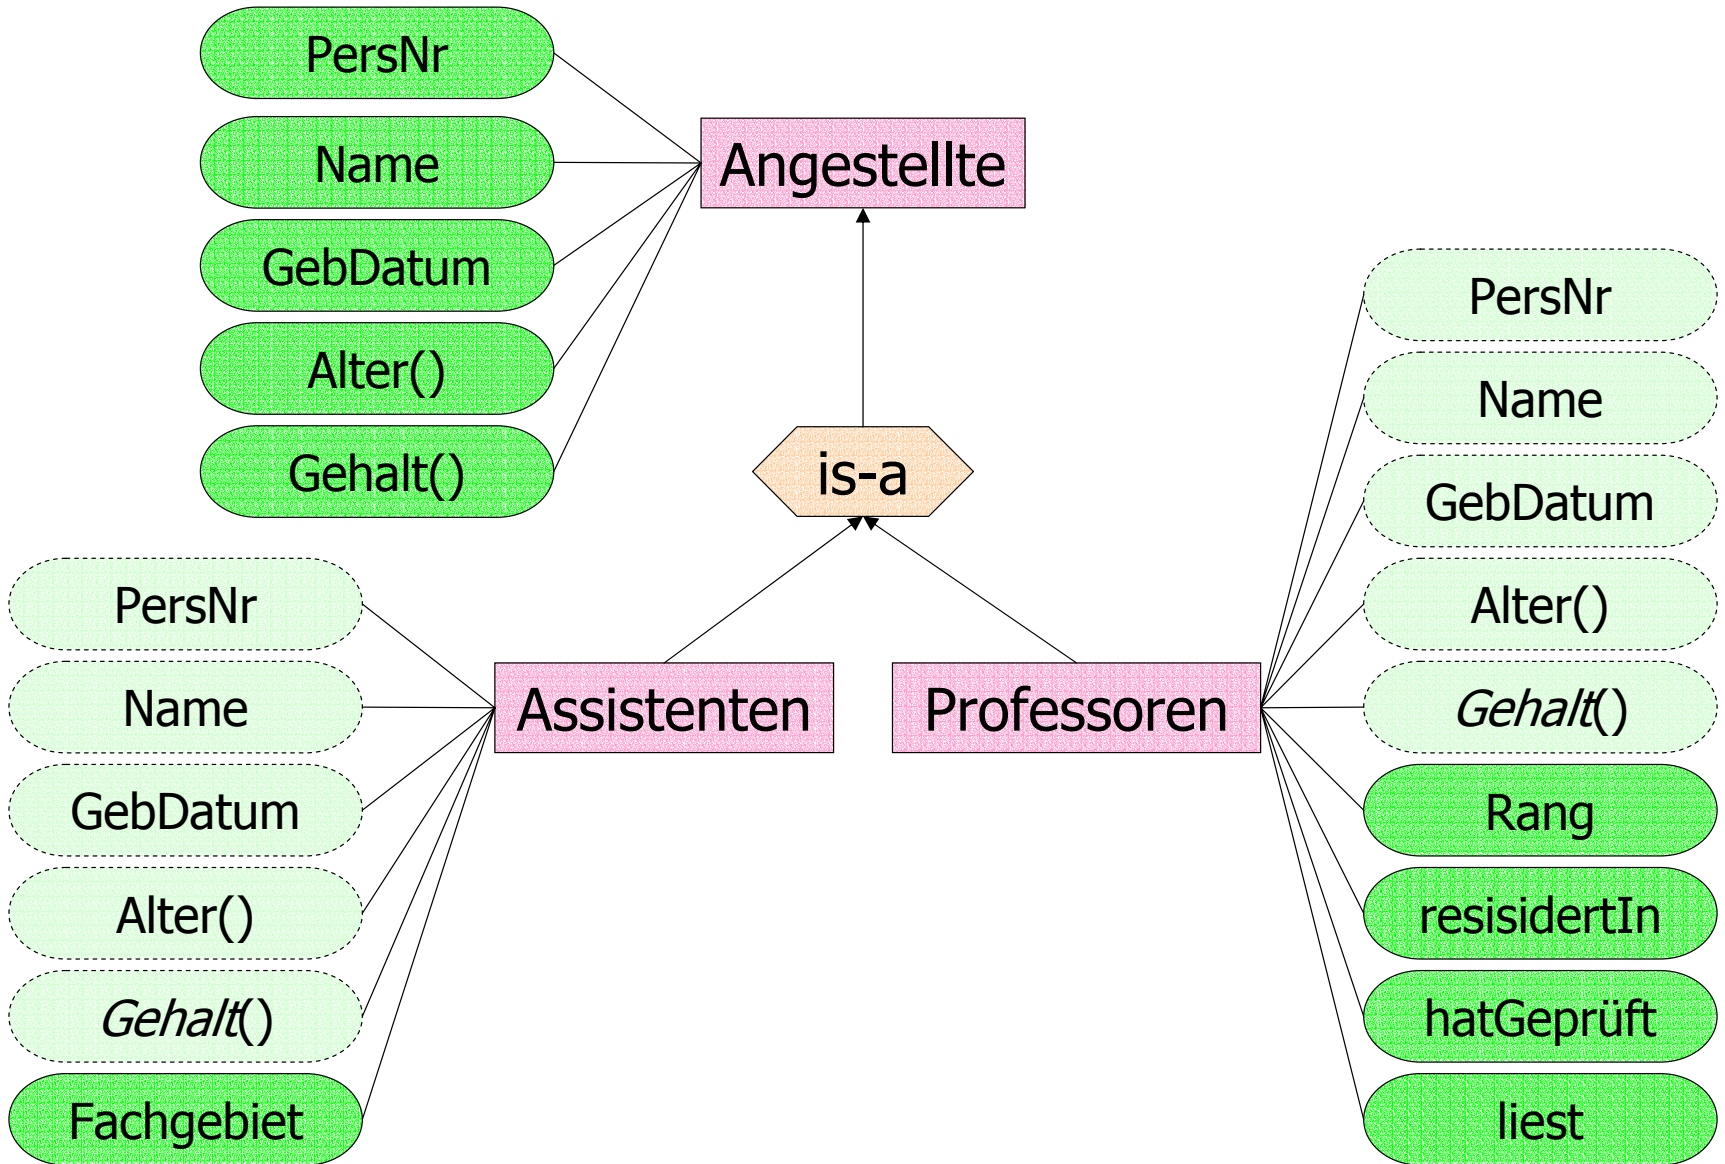 PersNr
Name
GebDatum
Alter()
Gehalt()
Angestellte
is-a
PersNr
Name
GebDatum
Alter()
Gehalt()
Fachgebiet
Assistenten
Professoren
PersNr
Name
GebDatum
Alter()
Gehalt()
Rang
resisidertIn
hatGeprüft
liest